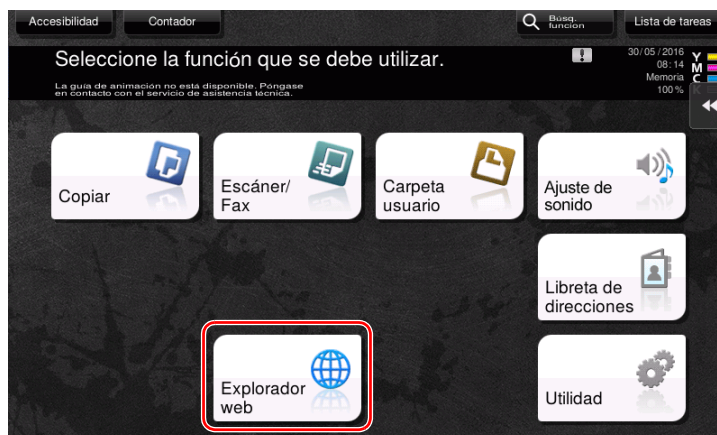 Accesibilidad
Contador
Búsq. función
Lista de tareas
Seleccione la función que se debe utilizar.
La guía de animación no está disponible. Póngase
en contacto con el servicio de asistencia técnica.
30/05/2016
08:14
Memoria
100 %
Y
M
C
K
Copiar
Escáner/
Fax
Carpeta
usuario
Ajuste de
sonido
Libreta de
direcciones
Explorador
web
Utilidad